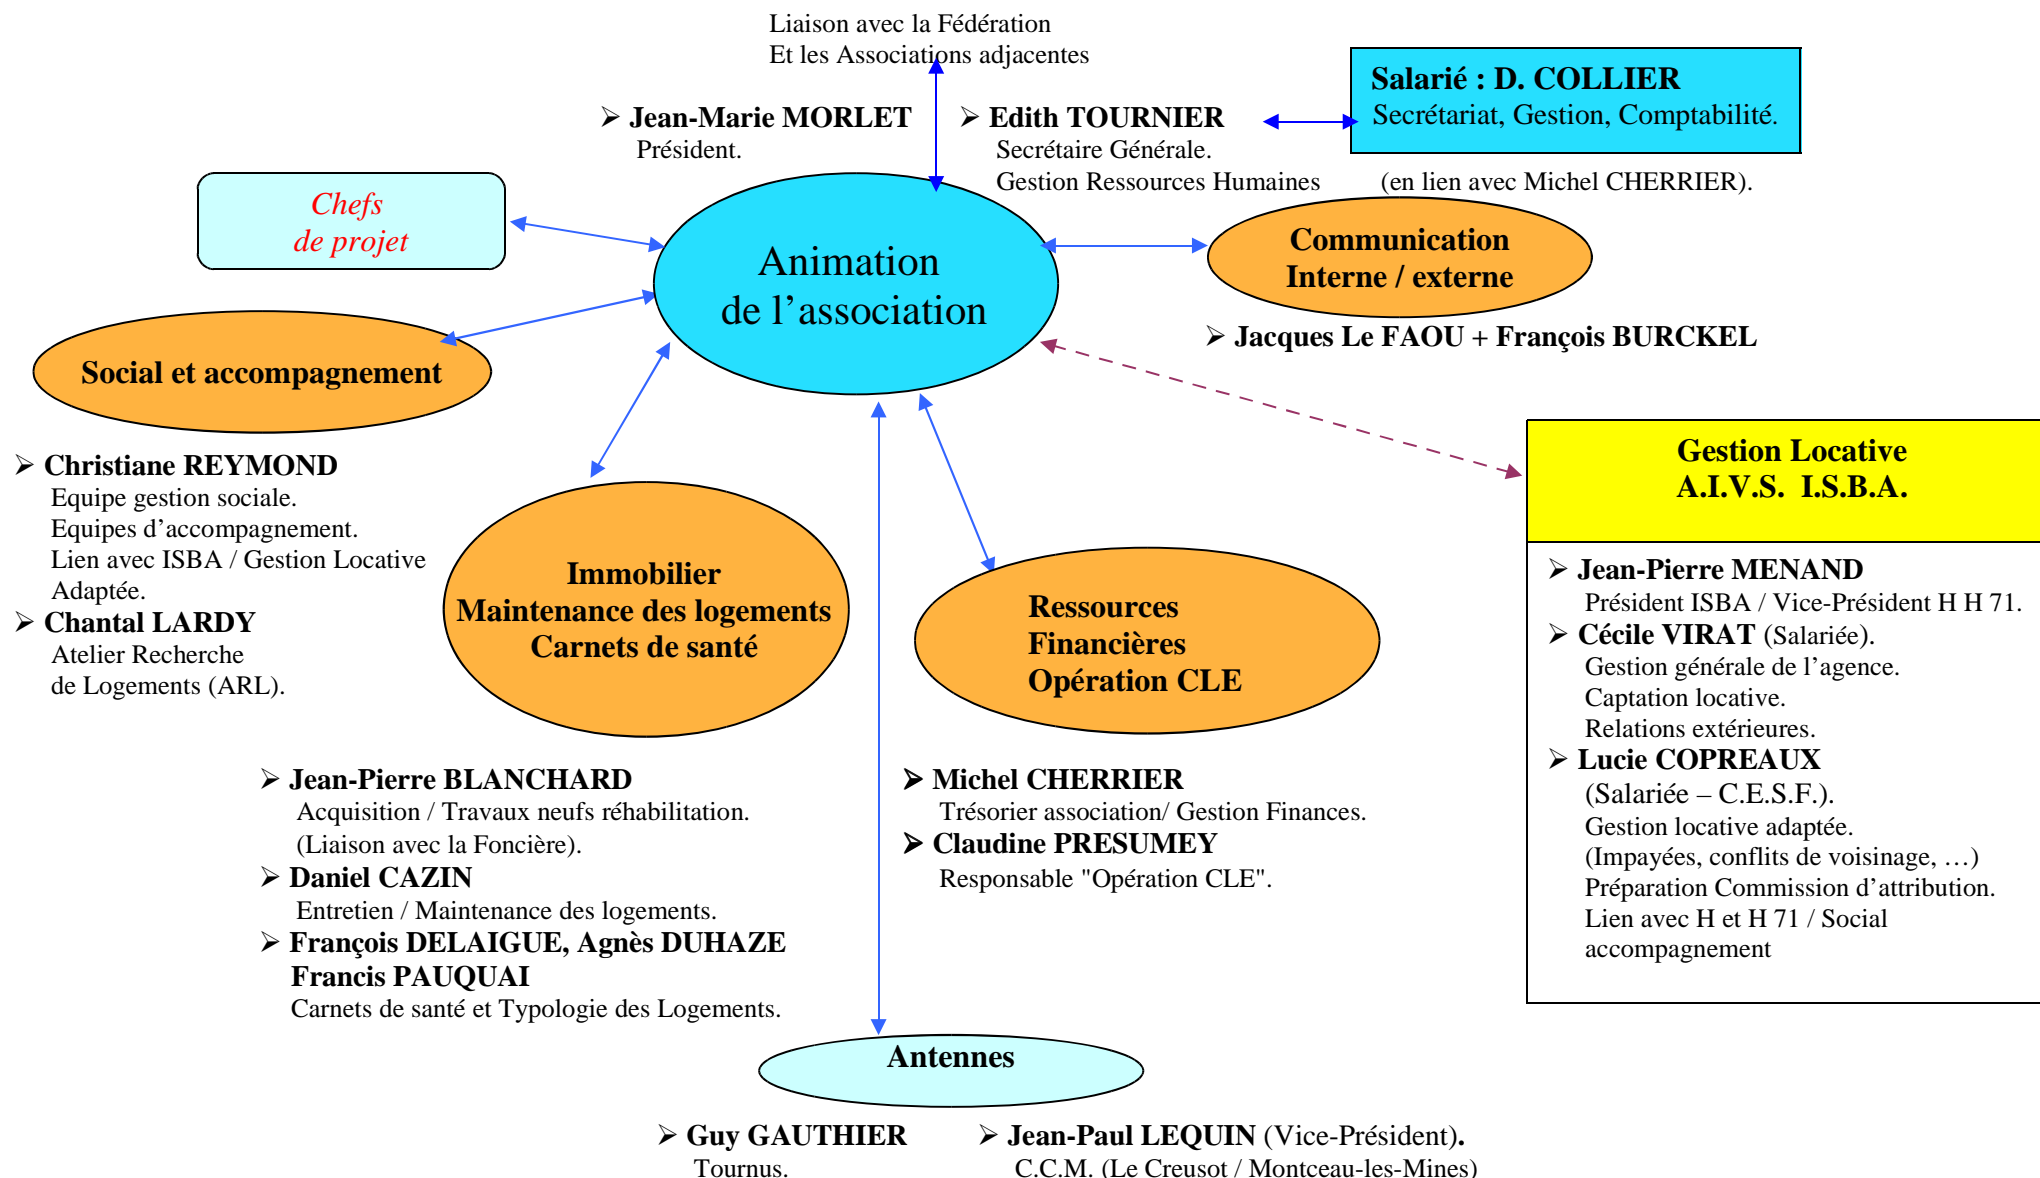 Liaison avec la Fédération
Et les Associations adjacentes
➢ Jean-Marie MORLET
Président.
➢ Edith TOURNIER
Secrétaire Générale.
Gestion Ressources Humaines (en lien avec Michel CHERRIER).
Salarié : D. COLLIER
Secrétariat, Gestion, Comptabilité.
Chefs
de projet
Animation
de l’association
Communication
Interne / externe
➢ Jacques Le FAOU + François BURCKEL
Social et accompagnement
➢ Christiane REYMOND
Equipe gestion sociale.
Equipes d’accompagnement.
Lien avec ISBA / Gestion Locative
Adaptée.
➢ Chantal LARDY
Atelier Recherche
de Logements (ARL).
Immobilier
Maintenance des logements
Carnets de santé
➢ Jean-Pierre BLANCHARD
Acquisition / Travaux neufs réhabilitation.
(Liaison avec la Foncière).
➢ Daniel CAZIN
Entretien / Maintenance des logements.
➢ François DELAIGUE, Agnès DUHAZE
Francis PAUQUAI
Carnets de santé et Typologie des Logements.
Ressources
Financières
Opération CLE
➢ Michel CHERRIER
Trésorier association/ Gestion Finances.
➢ Claudine PRESUMEY
Responsable "Opération CLE".
Gestion Locative
A.I.V.S. I.S.B.A.
➢ Jean-Pierre MENAND
Président ISBA / Vice-Président H H 71.
➢ Cécile VIRAT (Salariée).
Gestion générale de l’agence.
Captation locative.
Relations extérieures.
➢ Lucie COPREAUX
(Salariée – C.E.S.F.).
Gestion locative adaptée.
(Impayées, conflits de voisinage, …)
Préparation Commission d’attribution.
Lien avec H et H 71 / Social
accompagnement
Antennes
➢ Guy GAUTHIER
Tournus.
➢ Jean-Paul LEQUIN (Vice-Président).
C.C.M. (Le Creusot / Montceau-les-Mines)